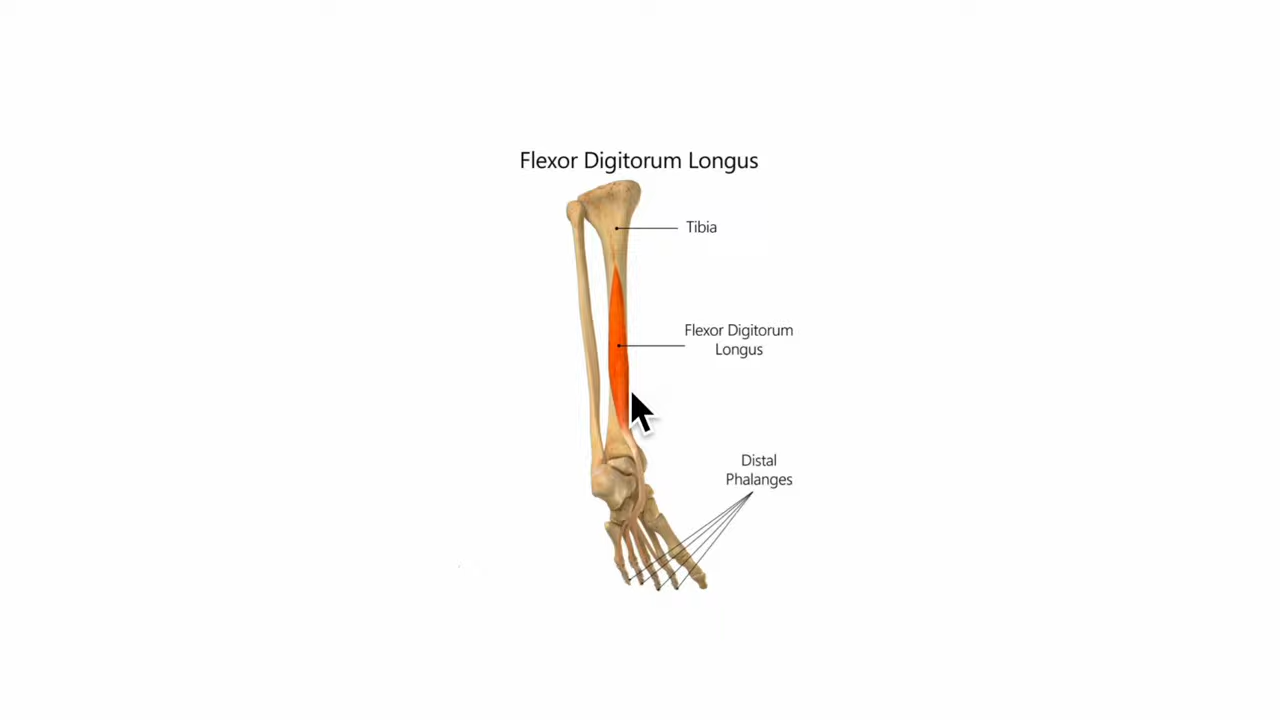 Flexor Digitorum Longus
Tibia
Flexor Digitorum
Longus
Distal
Phalanges